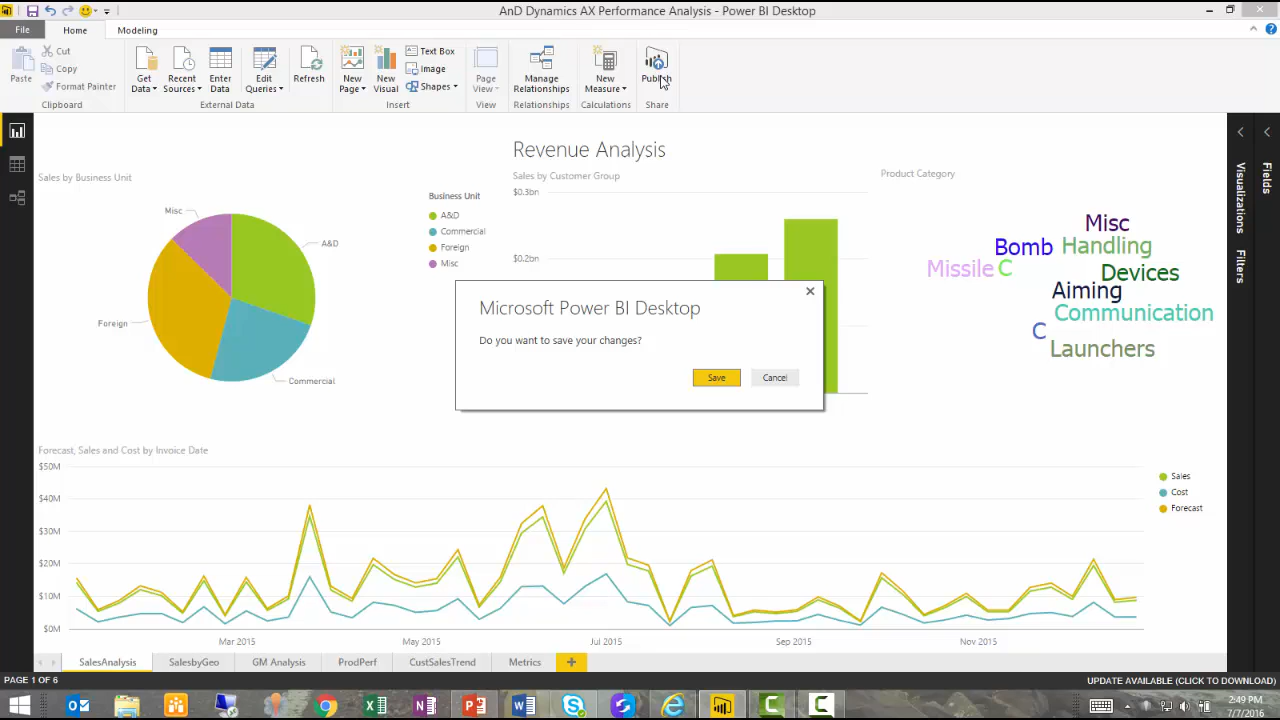 AnD Dynamics AX Performance Analysis - Power BI Desktop
File
Home
Modeling
Paste
Cut
Copy
Format Painter
Clipboard
Get Data
Recent Sources
Enter Data
Edit Queries
Refresh
External Data
New Page
New Visual
Text Box
Image
Shapes
Insert
Page View
View
Manage Relationships
Relationships
New Measure
Calculations
Publish
Share
Revenue Analysis
Sales by Business Unit
Misc
A&D
Foreign
Commercial
Business Unit
A&D
Commercial
Foreign
Misc
Sales by Customer Group
$0.3bn
$0.2bn
Product Category
Misc
Bomb
Handling
Missile
C
Devices
Aiming
Communication
C
Launchers
Microsoft Power BI Desktop
Do you want to save your changes?
Save
Cancel
Visualizations
Filters
Fields
Forecast, Sales and Cost by Invoice Date
$50M
$40M
$30M
$20M
$10M
$0M
Mar 2015
May 2015
Jul 2015
Sep 2015
Nov 2015
Sales
Cost
Forecast
SalesAnalysis
SalesbyGeo
GM Analysis
ProdPerf
CustSalesTrend
Metrics
PAGE 1 OF 6
UPDATE AVAILABLE (CLICK TO DOWNLOAD)
2:49 PM
7/7/2016